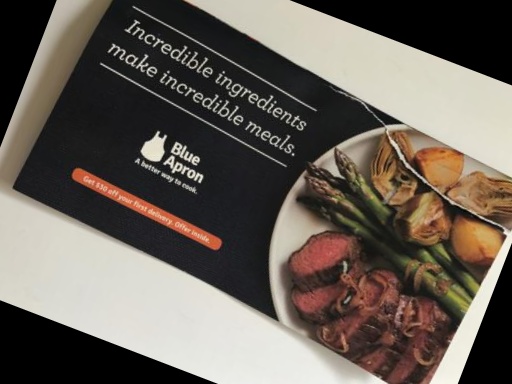 Incredible ingredients
make incredible meals.
Blue
Apron
A better way to cook.
Get $30 off your first delivery. Offer inside